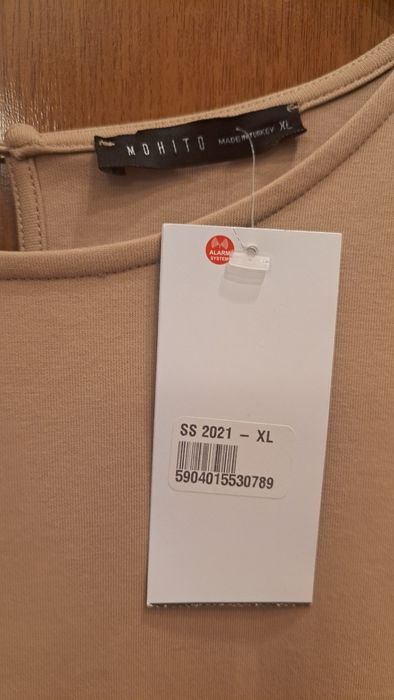 MOHITO MADE IN TURKEY XL
ALARM
SYSTEM
SS 2021 - XL
5904015530789